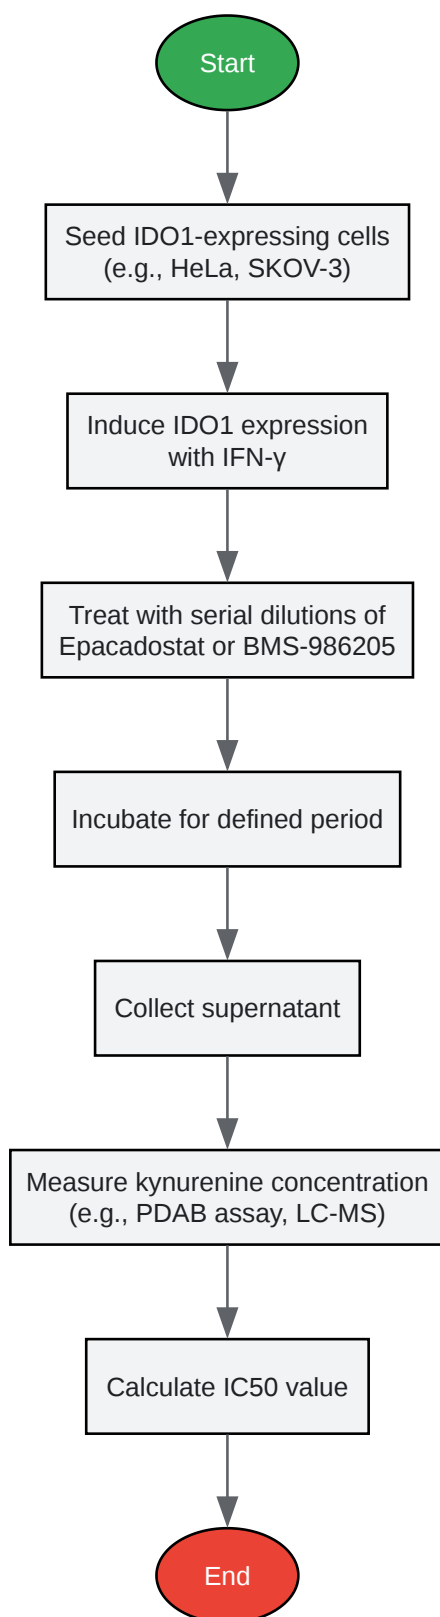 Start
Seed IDO1-expressing cells
(e.g., HeLa, SKOV-3)
Induce IDO1 expression
with IFN-γ
Treat with serial dilutions of
Epacadostat or BMS-986205
Incubate for defined period
Collect supernatant
Measure kynurenine concentration
(e.g., PDAB assay, LC-MS)
Calculate IC50 value
End